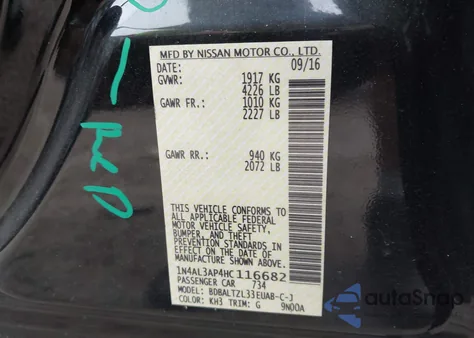 MFD BY NISSAN MOTOR CO., LTD.
DATE: 09/16
GVWR: 1917 KG
4226 LB
GAWR FR.: 1010 KG
2227 LB
GAWR RR.: 940 KG
2072 LB
THIS VEHICLE CONFORMS TO
ALL APPLICABLE FEDERAL
MOTOR VEHICLE SAFETY,
BUMPER, AND THEFT
PREVENTION STANDARDS IN
EFFECT ON THE DATE OF
MANUFACTURE SHOWN ABOVE.
1N4AL3AP4HC116682
PASSENGER CAR 734
MODEL: BDBALTZL33EUAB-C-J
COLOR: KH3 TRIM: G 9N00A
AutoSnap